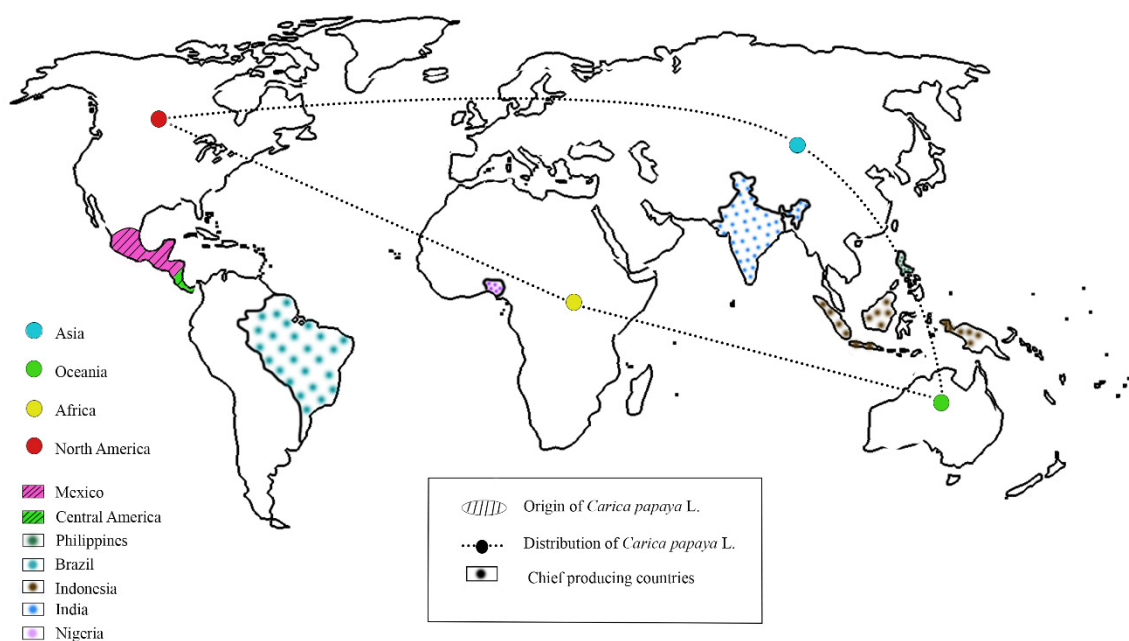 Asia
Oceania
Africa
North America
Mexico
Central America
Philippines
Brazil
Indonesia
India
Nigeria
Origin of Carica papaya L.
Distribution of Carica papaya L.
Chief producing countries